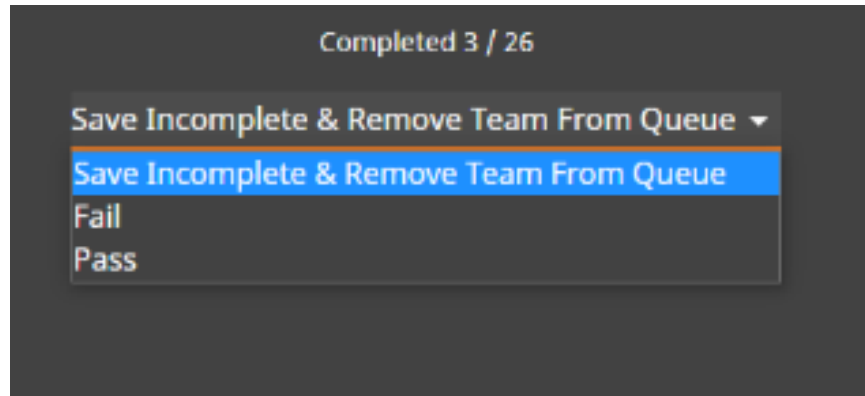 Completed 3 / 26
Save Incomplete & Remove Team From Queue
Save Incomplete & Remove Team From Queue
Fail
Pass